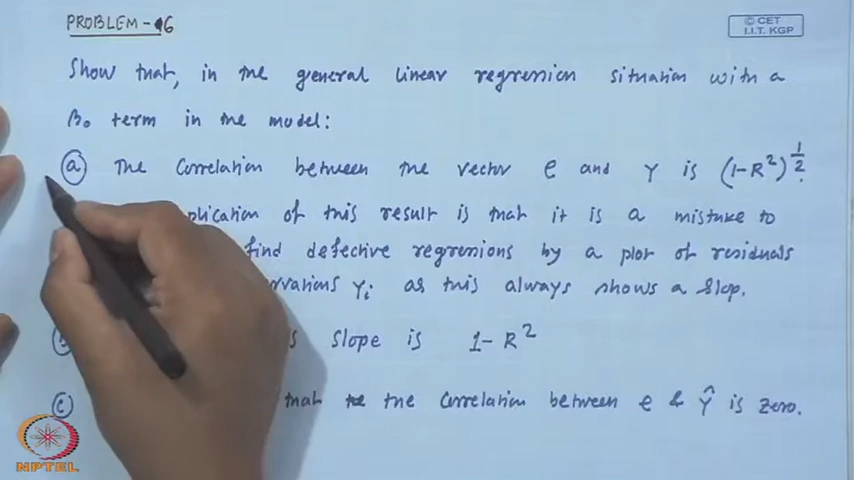 PROBLEM - 6
© CET
I.I.T. KGP
Show that, in the general linear regression situation with a
β₀ term in the model:
(a) The correlation between the vector e and Y is (1-R²)^½.
plication of this result is that it is a mistake to
find defective regressions by a plot of residuals
rvations Yᵢ as this always shows a slop.
s slope is 1-R²
(c) that the correlation between e & Ŷ is zero.
NPTEL